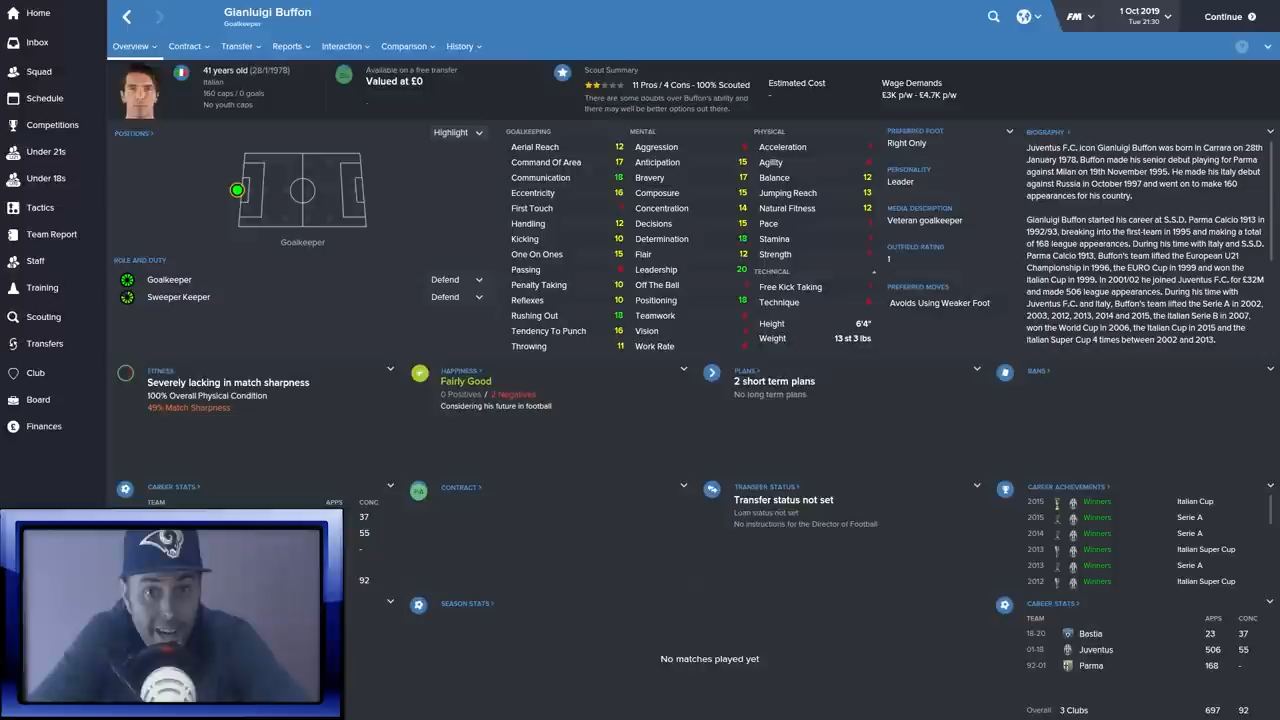 Home
Inbox
Squad
Schedule
Competitions
Under 21s
Under 18s
Tactics
Team Report
Staff
Training
Scouting
Transfers
Club
Board
Finances
Gianluigi Buffon
Goalkeeper
FM
1 Oct 2019
Tue 21:30
Continue
Overview
Contract
Transfer
Reports
Interaction
Comparison
History
41 years old (28/1/1978)
Italian
160 caps / 0 goals
No youth caps
Available on a free transfer
Valued at £0
-
Scout Summary
11 Pros / 4 Cons - 100% Scouted
There are some doubts over Buffon's ability and
there may well be better options out there.
Estimated Cost
-
Wage Demands
£3K p/w - £4.7K p/w
POSITIONS
Highlight
Goalkeeper
ROLE AND DUTY
Goalkeeper Defend
Sweeper Keeper Defend
GOALKEEPING
Aerial Reach 12
Command Of Area 17
Communication 18
Eccentricity 16
First Touch
Handling 12
Kicking 10
One On Ones 15
Passing
Penalty Taking 10
Reflexes 10
Rushing Out 18
Tendency To Punch 16
Throwing 11
MENTAL
Aggression
Anticipation 15
Bravery 17
Composure 15
Concentration 14
Decisions 15
Determination 18
Flair 12
Leadership 20
Off The Ball
Positioning 18
Teamwork
Vision
Work Rate
PHYSICAL
Acceleration
Agility
Balance 12
Jumping Reach 13
Natural Fitness 12
Pace
Stamina
Strength
TECHNICAL
Free Kick Taking
Technique
Height 6'4"
Weight 13 st 3 lbs
PREFERRED FOOT
Right Only
PERSONALITY
Leader
MEDIA DESCRIPTION
Veteran goalkeeper
OUTFIELD RATING
1
PREFERRED MOVES
Avoids Using Weaker Foot
BIOGRAPHY
Juventus F.C. icon Gianluigi Buffon was born in Carrara on 28th
January 1978. Buffon made his senior debut playing for Parma
against Milan on 19th November 1995. He made his Italy debut
against Russia in October 1997 and went on to make 160
appearances for his country.
Gianluigi Buffon started his career at S.S.D. Parma Calcio 1913 in
1992/93, breaking into the first-team in 1995 and making a total
of 168 league appearances. During his time with Italy and S.S.D.
Parma Calcio 1913, Buffon's team lifted the European U21
Championship in 1996, the EURO Cup in 1999 and won the
Italian Cup in 1999. In 2001/02 he joined Juventus F.C. for £32M
and made 506 league appearances. During his time with
Juventus F.C. and Italy, Buffon's team lifted the Serie A in 2002,
2003, 2012, 2013, 2014 and 2015, the Italian Serie B in 2007,
won the World Cup in 2006, the Italian Cup in 2015 and the
Italian Super Cup 4 times between 2002 and 2013.
FITNESS
Severely lacking in match sharpness
100% Overall Physical Condition
49% Match Sharpness
HAPPINESS
Fairly Good
0 Positives / 2 Negatives
Considering his future in football
PLANS
2 short term plans
No long term plans
BANS
CAREER STATS
TEAM APPS CONC
37
55
-
92
CONTRACT
TRANSFER STATUS
Transfer status not set
Loan status not set
No instructions for the Director of Football
CAREER ACHIEVEMENTS
2015 Winners Italian Cup
2015 Winners Serie A
2014 Winners Serie A
2013 Winners Italian Super Cup
2013 Winners Serie A
2012 Winners Italian Super Cup
SEASON STATS
No matches played yet
CAREER STATS
TEAM APPS CONC
18-20 Bastia 23 37
01-18 Juventus 506 55
92-01 Parma 168 -
Overall 3 Clubs 697 92